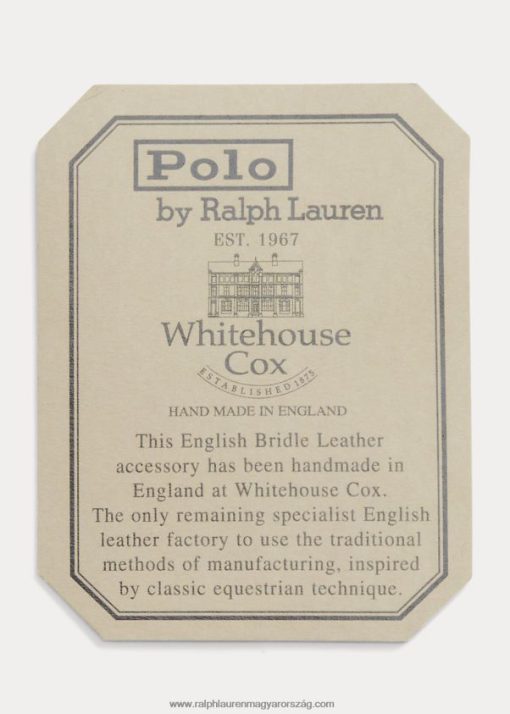 Polo
by Ralph Lauren
EST. 1967
Whitehouse
Cox
ESTABLISHED 1875
HAND MADE IN ENGLAND
This English Bridle Leather
accessory has been handmade in
England at Whitehouse Cox.
The only remaining specialist English
leather factory to use the traditional
methods of manufacturing, inspired
by classic equestrian technique.
www.ralphlaurenmagyarország.com